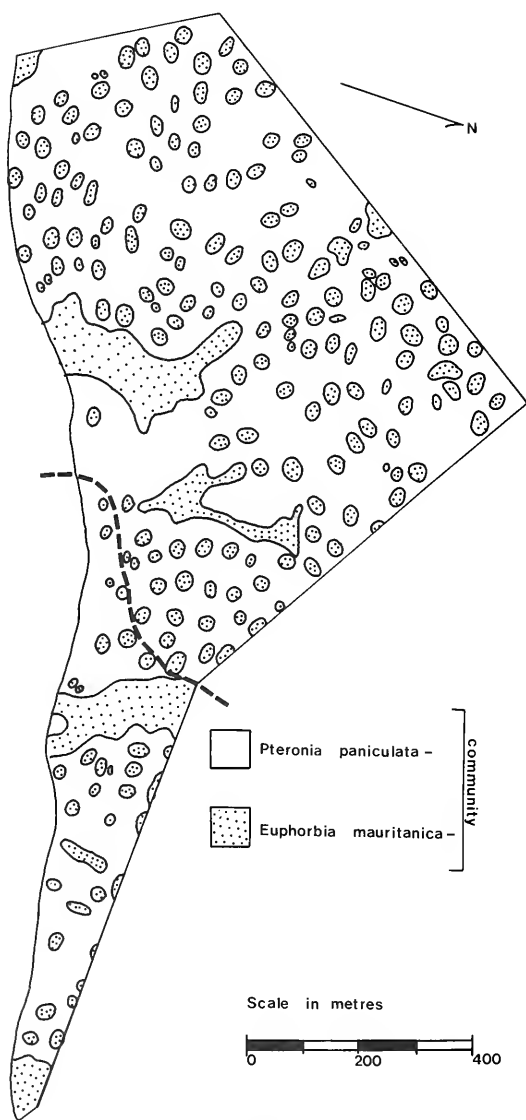 N
Pteronia paniculata –
Euphorbia mauritanica –
community
Scale in metres
0 200 400